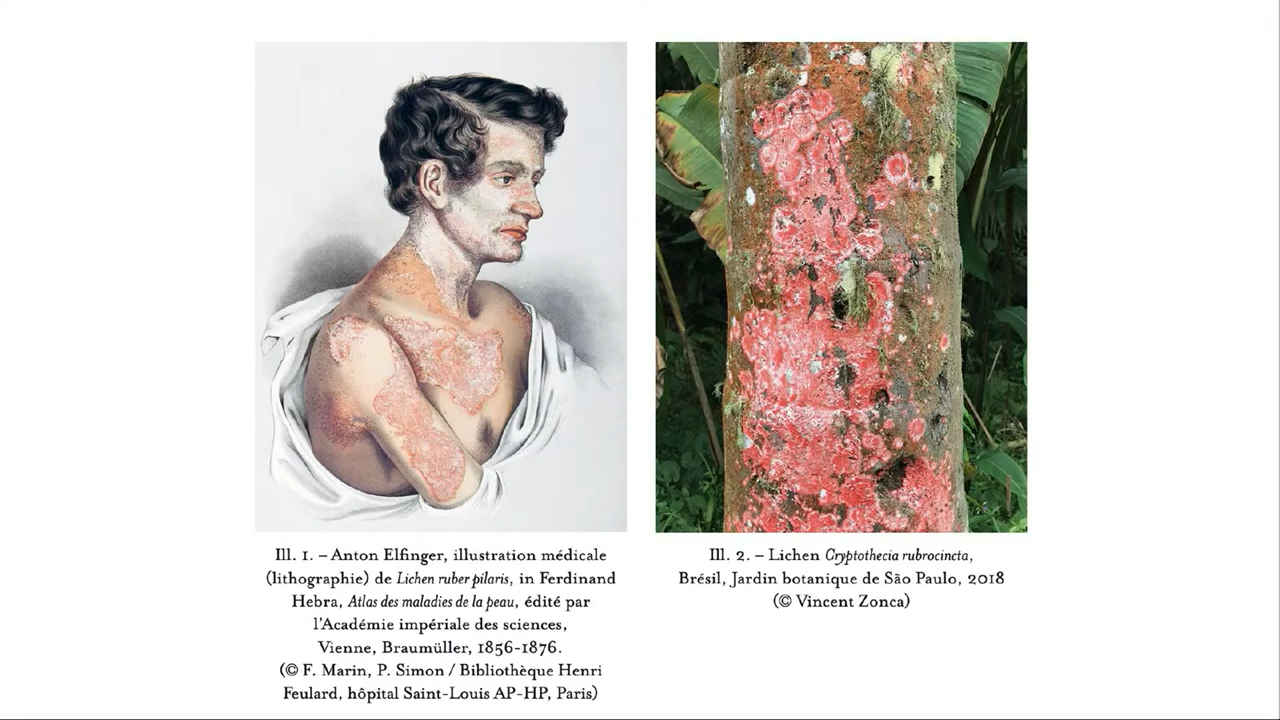 Ill. 1. – Anton Elfinger, illustration médicale
(lithographie) de Lichen ruber pilaris, in Ferdinand
Hebra, Atlas des maladies de la peau, édité par
l'Académie impériale des sciences,
Vienne, Braumüller, 1856-1876.
(© F. Marin, P. Simon / Bibliothèque Henri
Feulard, hôpital Saint-Louis AP-HP, Paris)
Ill. 2. – Lichen Cryptothecia rubrocincta,
Brésil, Jardin botanique de São Paulo, 2018
(© Vincent Zonca)